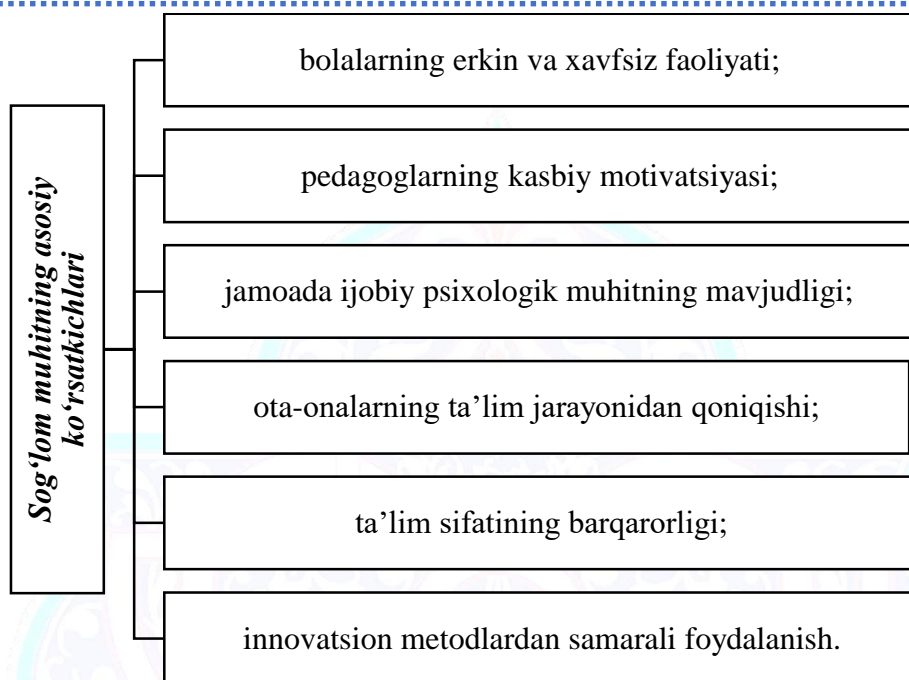 Sog‘lom muhitning asosiy
ko‘rsatkichlari
bolalarning erkin va xavfsiz faoliyati;
pedagoglarning kasbiy motivatsiyasi;
jamoada ijobiy psixologik muhitning mavjudligi;
ota-onalarning ta’lim jarayonidan qoniqishi;
ta’lim sifatining barqarorligi;
innovatsion metodlardan samarali foydalanish.